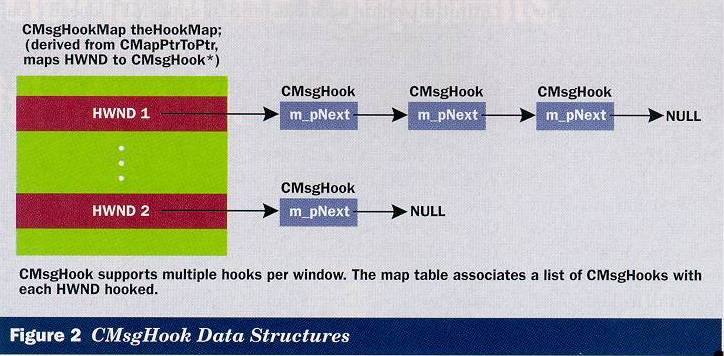 CMsgHookMap theHookMap;
(derived from CMapPtrToPtr,
maps HWND to CMsgHook*)
CMsgHook CMsgHook CMsgHook
HWND 1 m_pNext m_pNext m_pNext NULL
CMsgHook
HWND 2 m_pNext NULL
CMsgHook supports multiple hooks per window. The map table associates a list of CMsgHooks with
each HWND hooked.
Figure 2 CMsgHook Data Structures